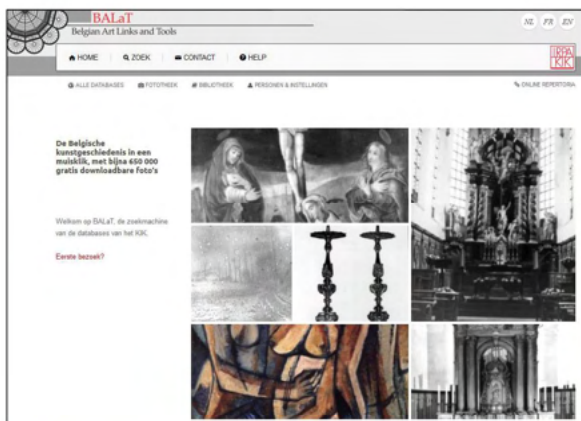 BALaT
Belgian Art Links and Tools
NL FR EN
HOME ZOEK CONTACT HELP
IRPA
KIK
ALLE DATABASES FOTOTHEEK BIBLIOTHEEK PERSONEN & INSTELLINGEN ONLINE REPERTORIA
De Belgische
kunstgeschiedenis in een
muisklik, met bijna 650 000
gratis downloadbare foto's
Welkom op BALaT, de zoekmachine
van de databases van het KIK.
Eerste bezoek?